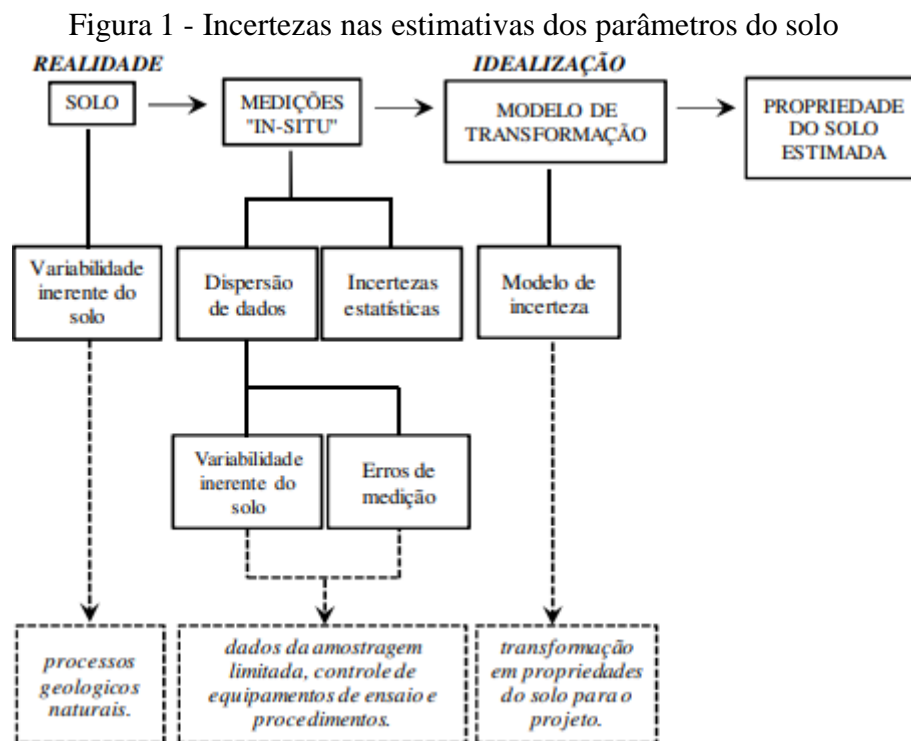 Figura 1 - Incertezas nas estimativas dos parâmetros do solo
REALIDADE
IDEALIZAÇÃO
SOLO
MEDIÇÕES
"IN-SITU"
MODELO DE
TRANSFORMAÇÃO
PROPRIEDADE
DO SOLO
ESTIMADA
Variabilidade
inerente do
solo
Dispersão
de dados
Incertezas
estatísticas
Modelo de
incerteza
Variabilidade
inerente do
solo
Erros de
medição
processos
geologicos
naturais.
dados da amostragem
limitada, controle de
equipamentos de ensaio e
procedimentos.
transformação
em propriedades
do solo para o
projeto.